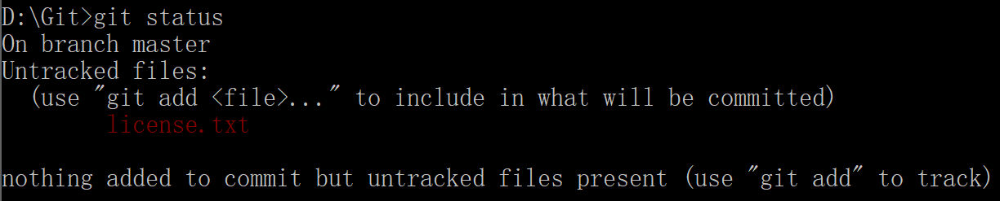 D:\Git>git status
On branch master
Untracked files:
  (use "git add <file>..." to include in what will be committed)
        license.txt

nothing added to commit but untracked files present (use "git add" to track)